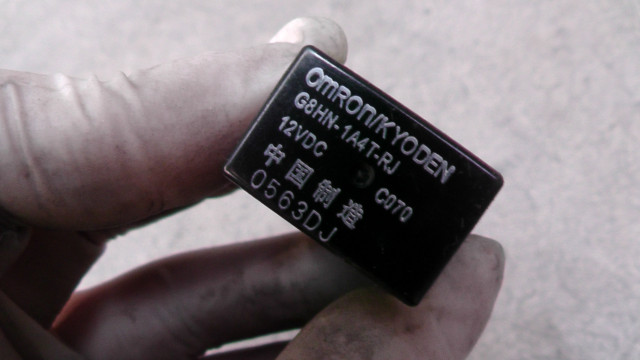 OMRON/KYODEN
G8HN-1A4T-RJ
12VDC C070
中国制造
0563DJ